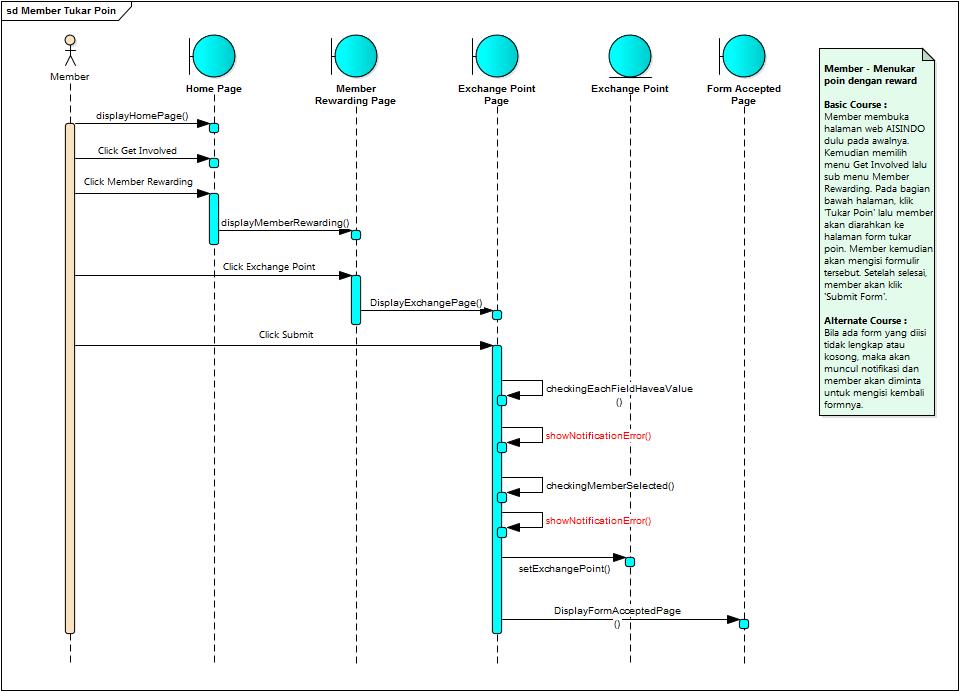 sd Member Tukar Poin
Member
Home Page
Member
Rewarding Page
Exchange Point
Page
Exchange Point
Form Accepted
Page
displayHomePage()
Click Get Involved
Click Member Rewarding
displayMemberRewarding()
Click Exchange Point
DisplayExchangePage()
Click Submit
checkingEachFieldHaveaValue
()
showNotificationError()
checkingMemberSelected()
showNotificationError()
setExchangePoint()
DisplayFormAcceptedPage
()
Member - Menukar
poin dengan reward
Basic Course :
Member membuka
halaman web AISINDO
dulu pada awalnya.
Kemudian memilih
menu Get Involved lalu
sub menu Member
Rewarding. Pada bagian
bawah halaman, klik
'Tukar Poin' lalu member
akan diarahkan ke
halaman form tukar
poin. Member kemudian
akan mengisi formulir
tersebut. Setelah selesai,
member akan klik
'Submit Form'.
Alternate Course :
Bila ada form yang diisi
tidak lengkap atau
kosong, maka akan
muncul notifikasi dan
member akan diminta
untuk mengisi kembali
formnya.